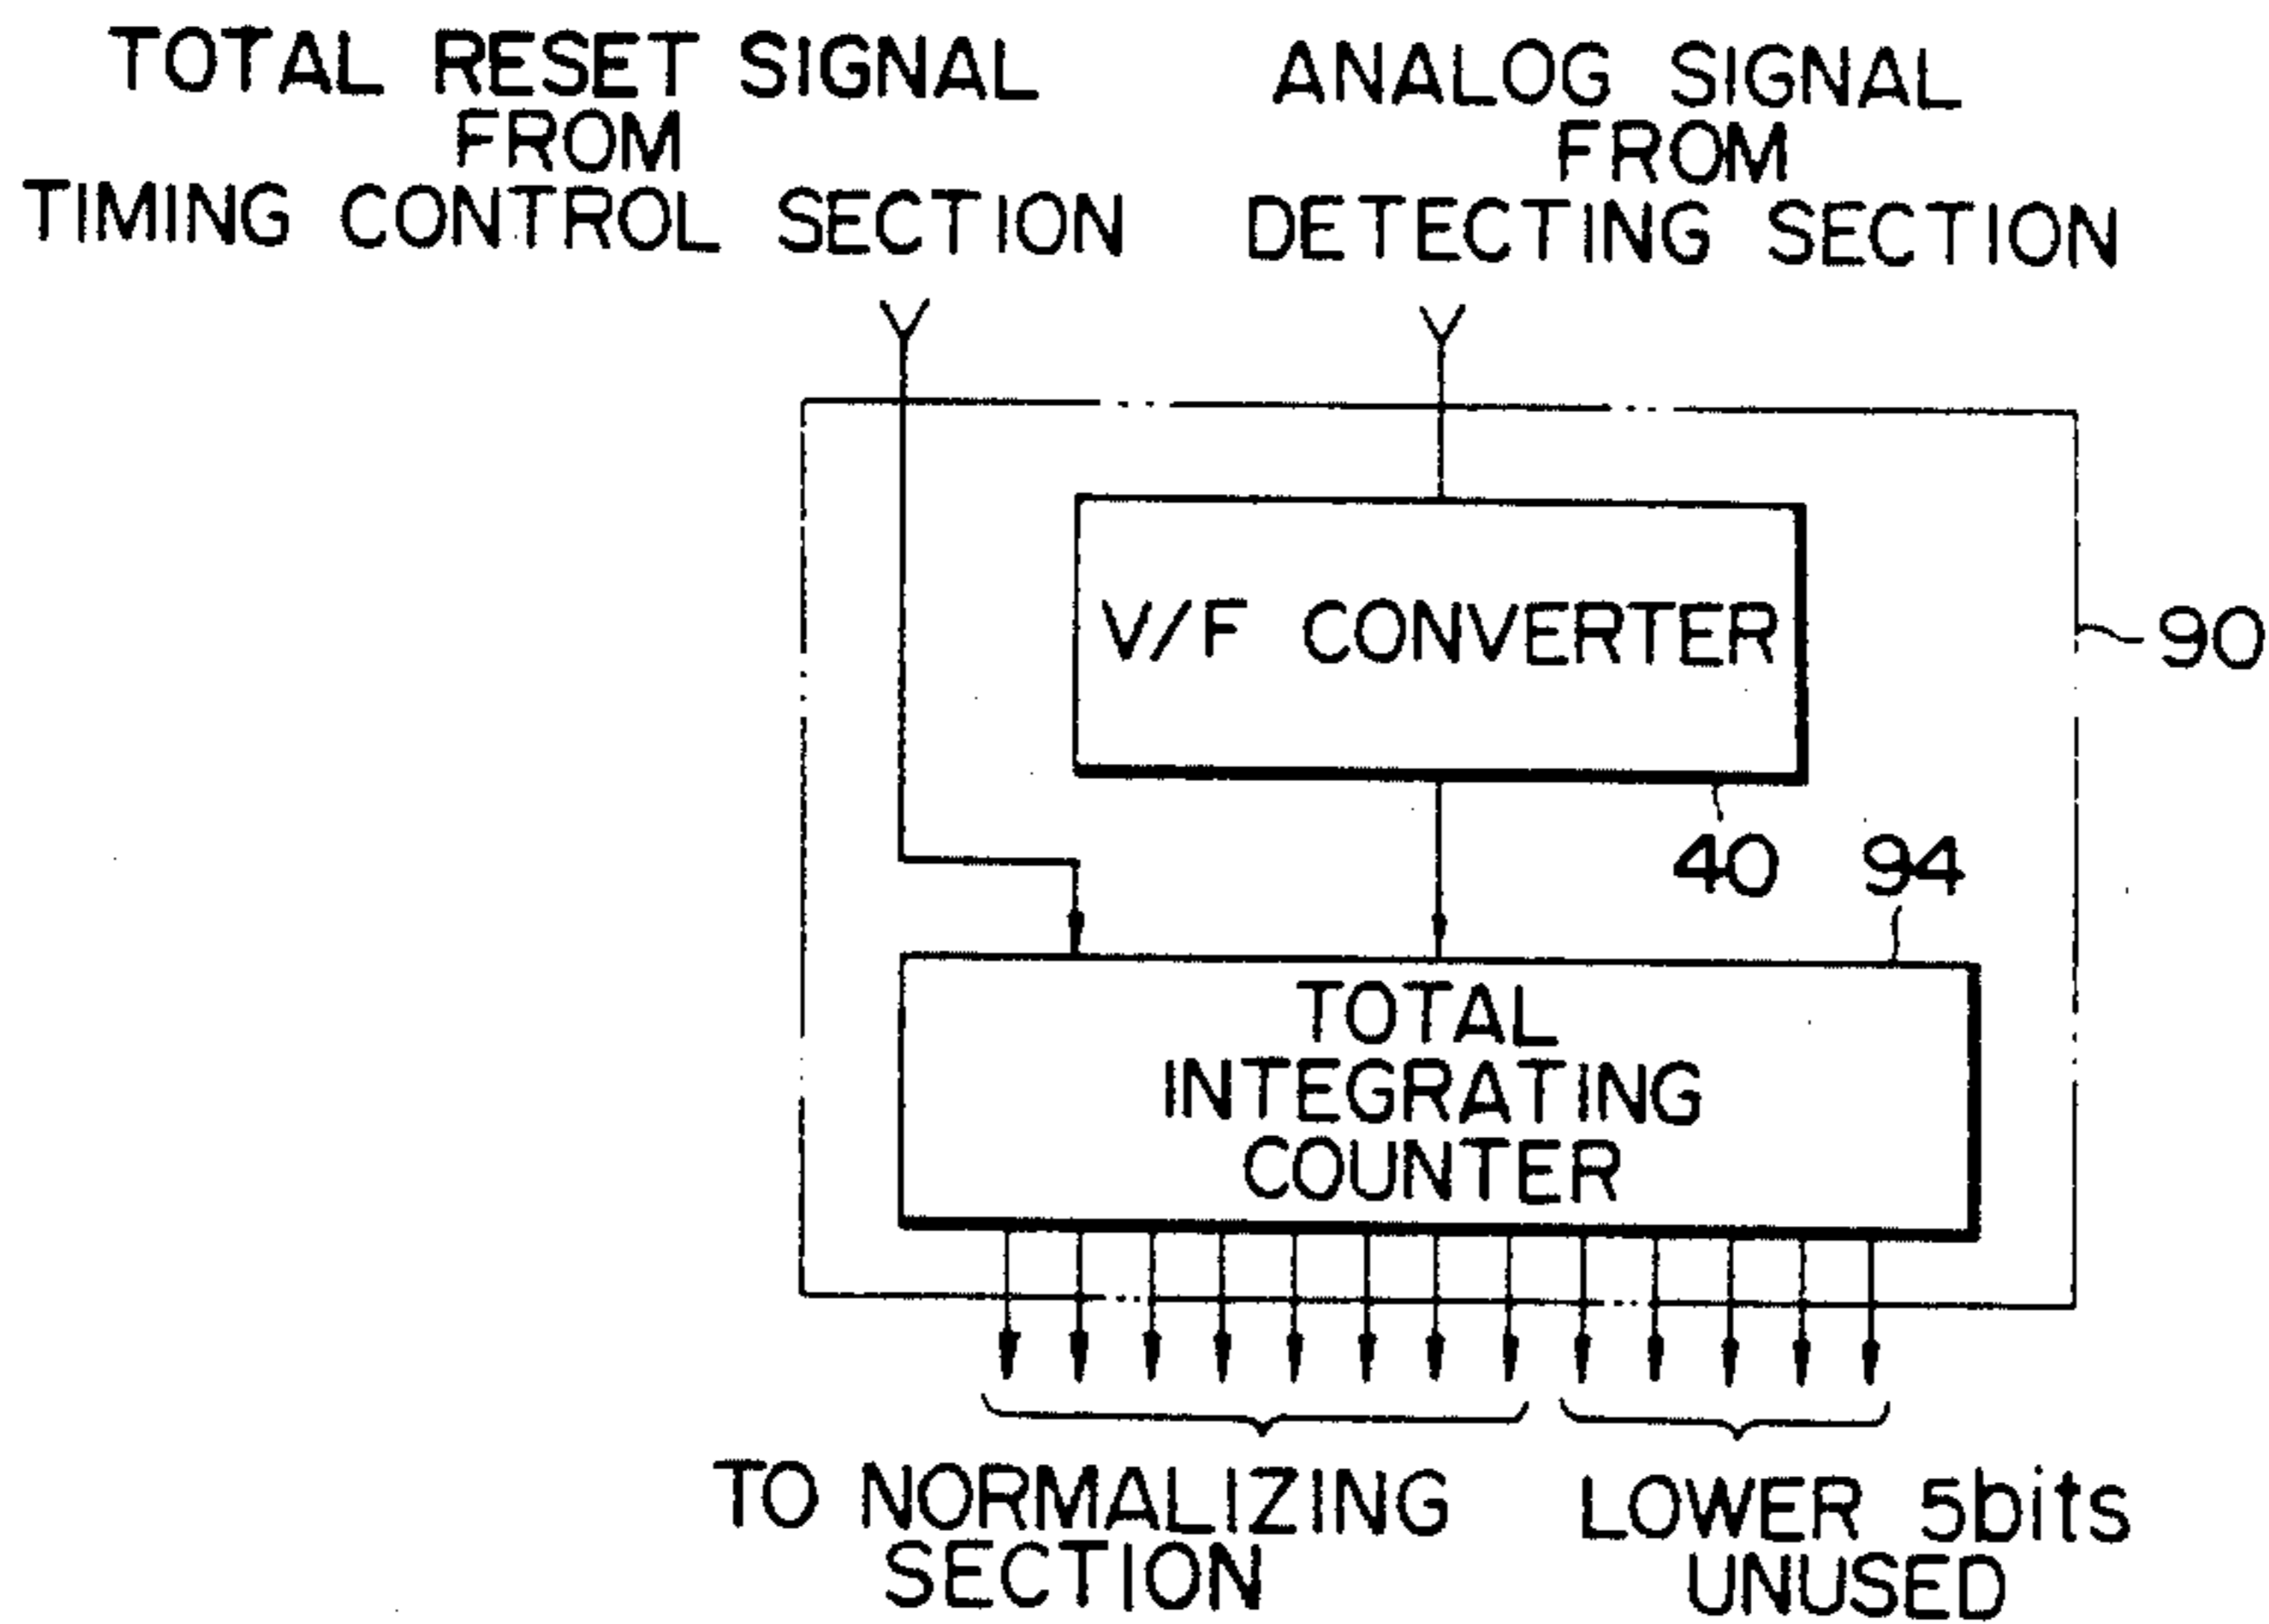 TOTAL RESET SIGNAL
FROM
TIMING CONTROL SECTION
ANALOG SIGNAL
FROM
DETECTING SECTION
V/F CONVERTER
90
40
94
TOTAL
INTEGRATING
COUNTER
TO NORMALIZING
SECTION
LOWER 5bits
UNUSED